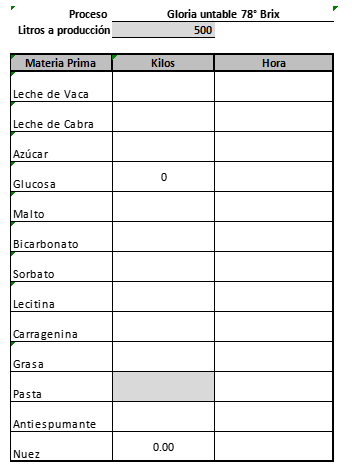 Proceso Gloria untable 78° Brix
Litros a producción 500
Materia Prima Kilos Hora
Leche de Vaca
Leche de Cabra
Azúcar
Glucosa 0
Malto
Bicarbonato
Sorbato
Lecitina
Carragenina
Grasa
Pasta
Antiespumante
Nuez 0.00